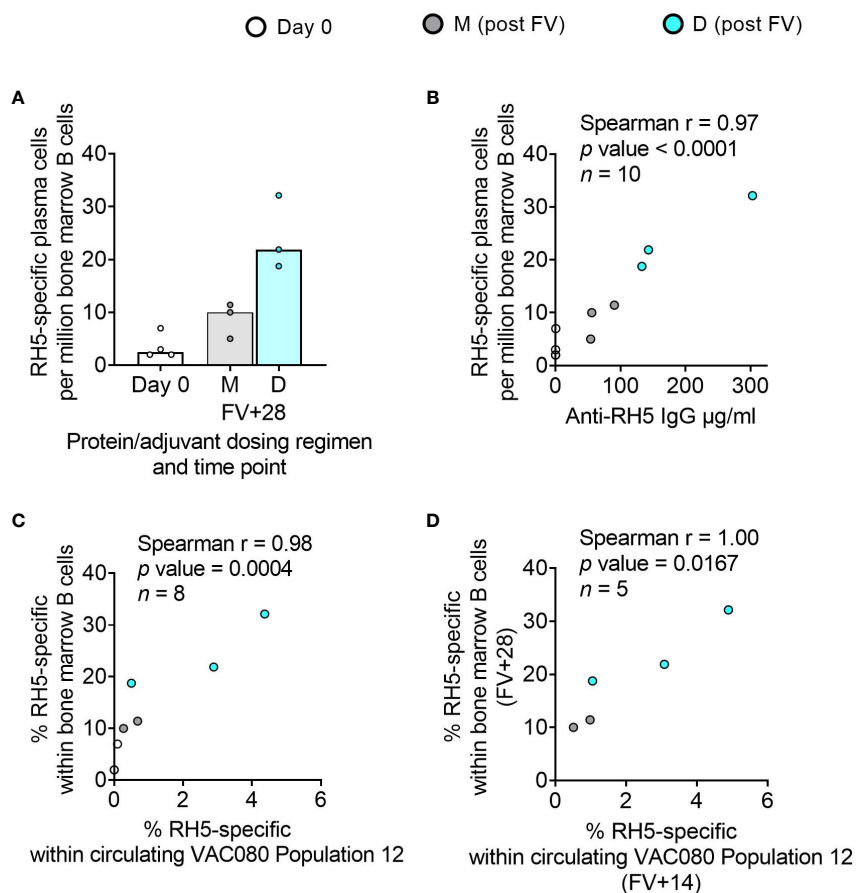 Day 0
M (post FV)
D (post FV)
A
RH5-specific plasma cells
per million bone marrow B cells
40
30
20
10
0
Day 0
M
D
FV+28
Protein/adjuvant dosing regimen
and time point
B
Spearman r = 0.97
p value < 0.0001
n = 10
RH5-specific plasma cells
per million bone marrow B cells
40
30
20
10
0
0
100
200
300
Anti-RH5 IgG µg/ml
C
Spearman r = 0.98
p value = 0.0004
n = 8
% RH5-specific
within bone marrow B cells
40
30
20
10
0
0
2
4
6
% RH5-specific
within circulating VAC080 Population 12
D
Spearman r = 1.00
p value = 0.0167
n = 5
% RH5-specific
within bone marrow B cells
(FV+28)
40
30
20
10
0
0
2
4
6
% RH5-specific
within circulating VAC080 Population 12
(FV+14)